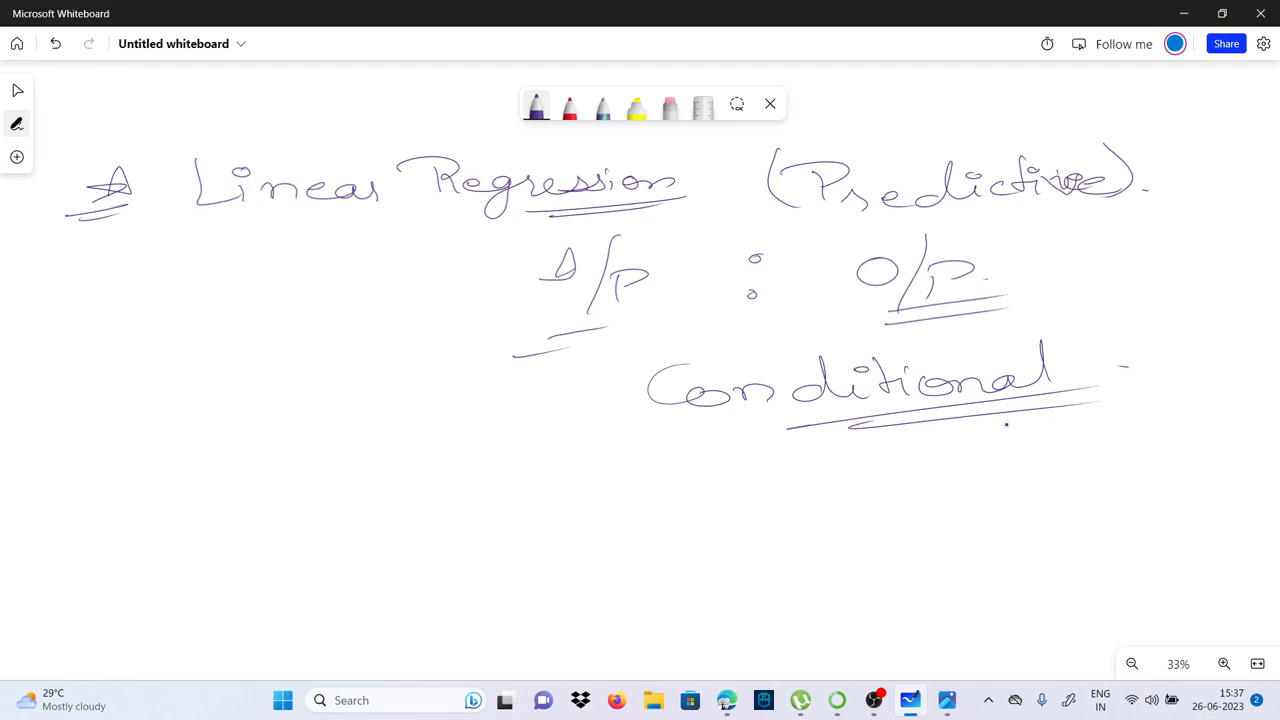 Microsoft Whiteboard
Untitled whiteboard
Follow me
Share
Linear Regression (Predictive).
I/P : O/P.
Conditional -
33%
29°C
Mostly cloudy
Search
ENG
IN
15:37
26-06-2023
2